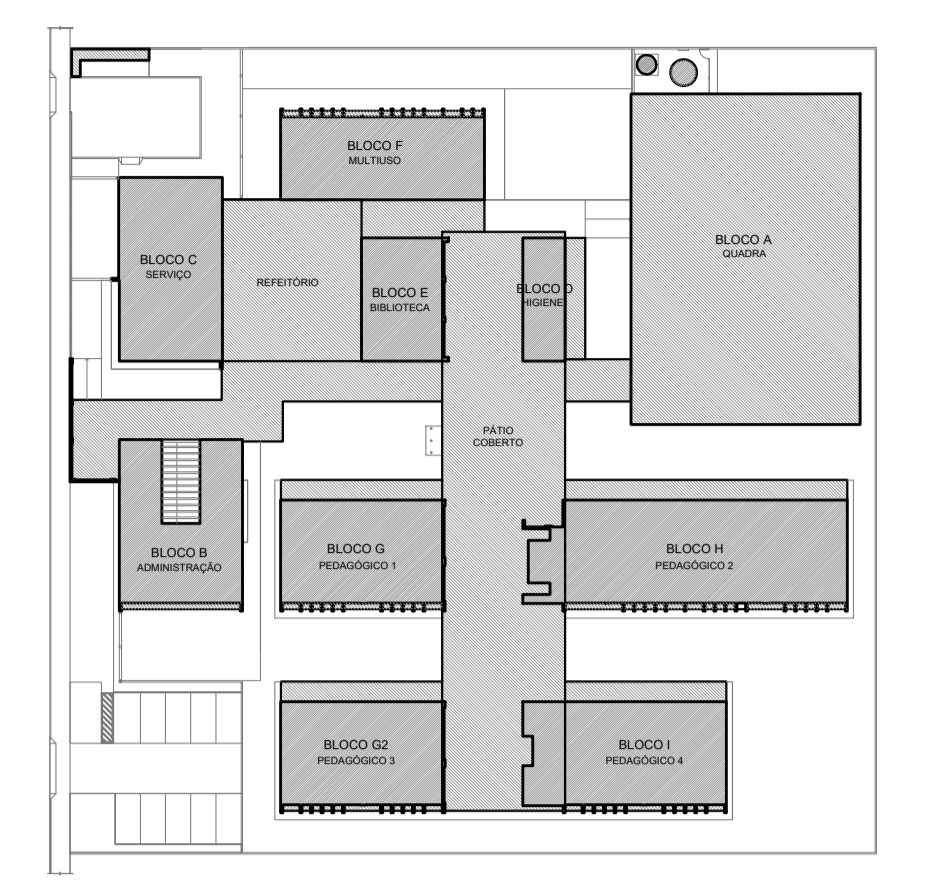 BLOCO F
MULTIUSO
BLOCO A
QUADRA
BLOCO C
SERVIÇO
REFEITÓRIO
BLOCO E
BIBLIOTECA
BLOCO D
HIGIENE
PÁTIO
COBERTO
BLOCO B
ADMINISTRAÇÃO
BLOCO G
PEDAGÓGICO 1
BLOCO H
PEDAGÓGICO 2
BLOCO G2
PEDAGÓGICO 3
BLOCO I
PEDAGÓGICO 4